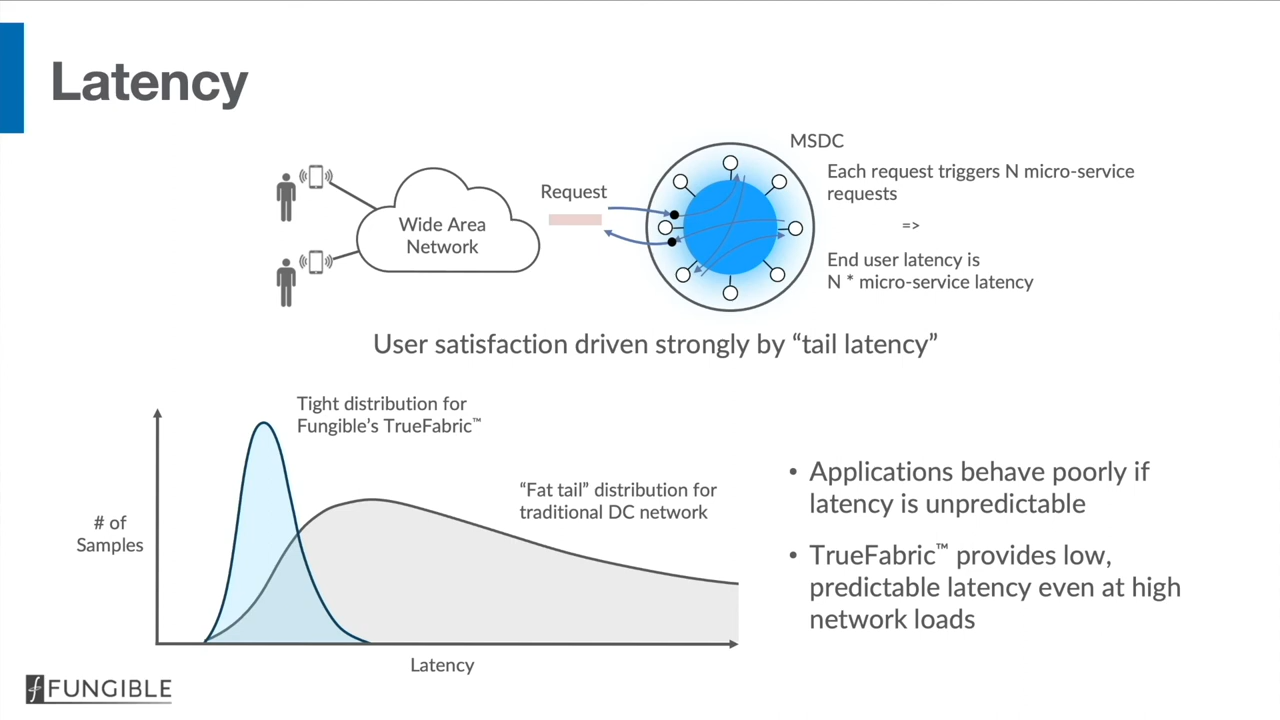 Latency
MSDC
Request
Each request triggers N micro-service
requests
Wide Area
Network
=>
End user latency is
N * micro-service latency
User satisfaction driven strongly by “tail latency”
Tight distribution for
Fungible’s TrueFabric™
“Fat tail” distribution for
traditional DC network
# of
Samples
Latency
• Applications behave poorly if
latency is unpredictable
• TrueFabric™ provides low,
predictable latency even at high
network loads
FUNGIBLE